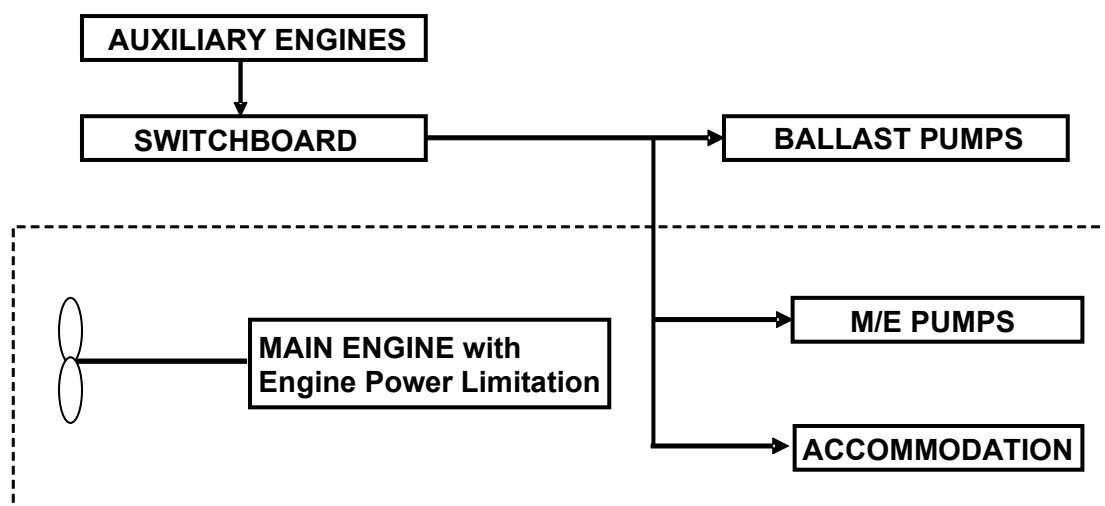 AUXILIARY ENGINES
SWITCHBOARD
BALLAST PUMPS
MAIN ENGINE with
Engine Power Limitation
M/E PUMPS
ACCOMMODATION